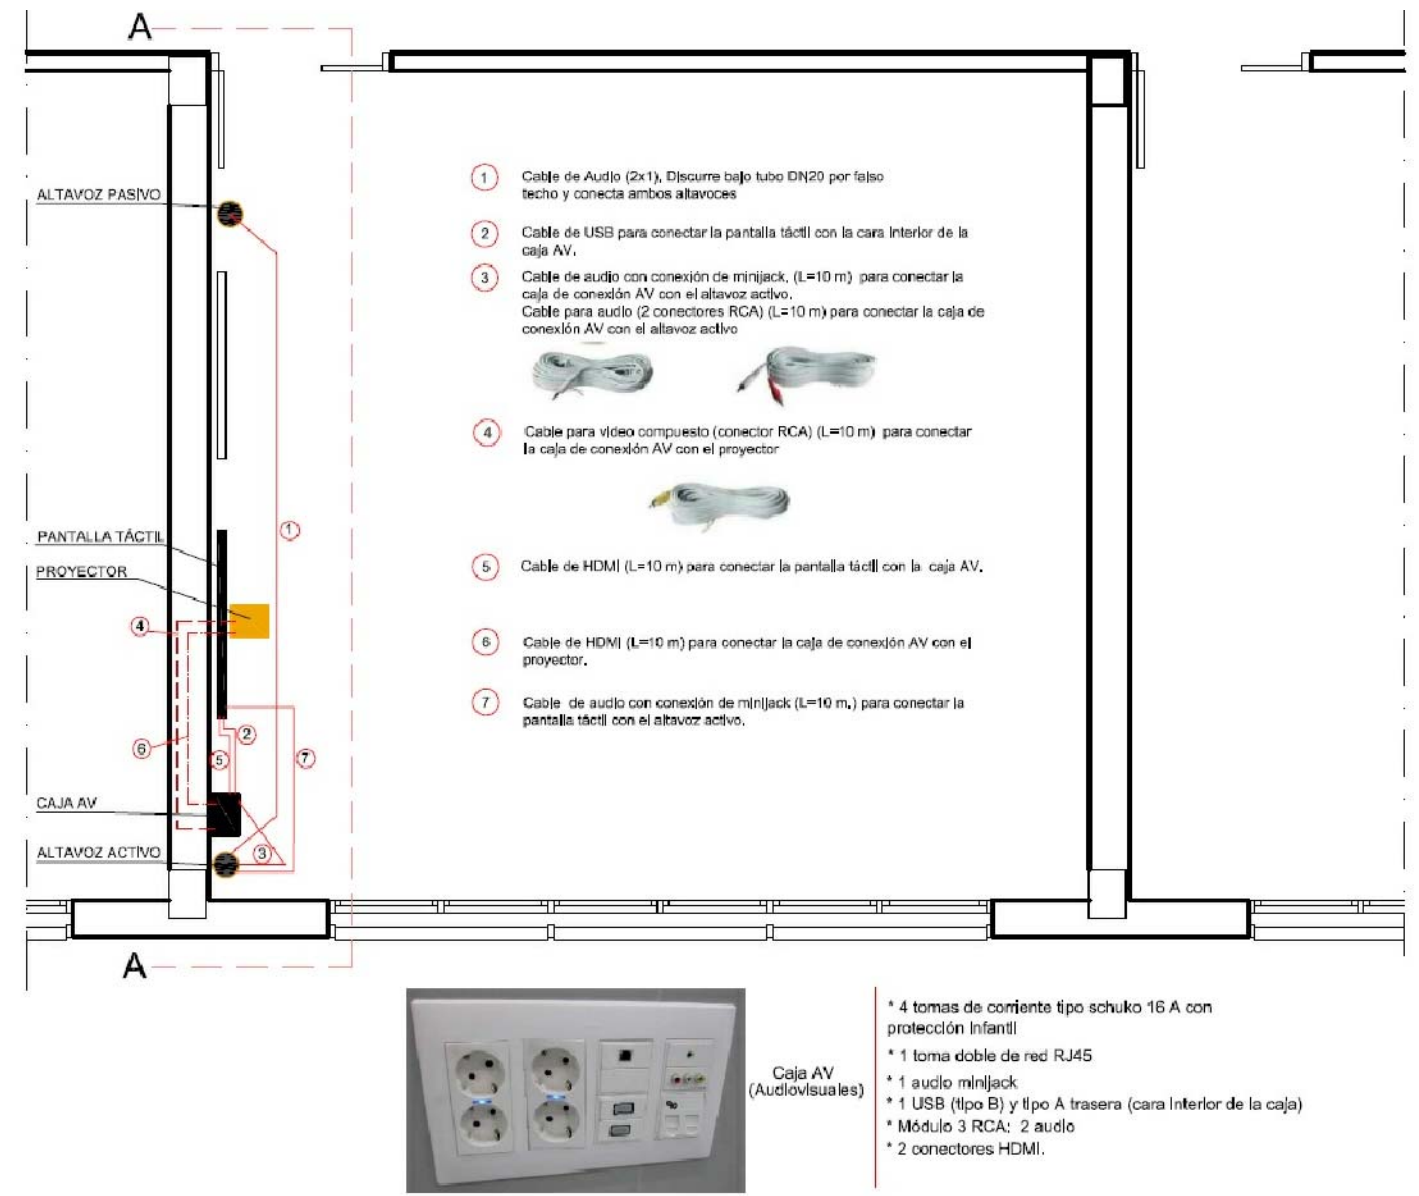 A
1 Cable de Audio (2x1), Discurre bajo tubo DN20 por falso
techo y conecta ambos altavoces
ALTAVOZ PASIVO
2 Cable de USB para conectar la pantalla táctil con la cara interior de la
caja AV.
3 Cable de audio con conexión de minijack, (L=10 m) para conectar la
caja de conexión AV con el altavoz activo.
Cable para audio (2 conectores RCA) (L=10 m) para conectar la caja de
conexión AV con el altavoz activo
4 Cable para video compuesto (conector RCA) (L=10 m) para conectar
la caja de conexión AV con el proyector
1
PANTALLA TÁCTIL
PROYECTOR
5 Cable de HDMI (L=10 m) para conectar la pantalla táctil con la caja AV.
4
6 Cable de HDMI (L=10 m) para conectar la caja de conexión AV con el
proyector.
7 Cable de audio con conexión de minijack (L=10 m.) para conectar la
pantalla táctil con el altavoz activo.
2
6
5
7
CAJA AV
ALTAVOZ ACTIVO
3
A
Caja AV
(Audiovisuales)
* 4 tomas de corriente tipo schuko 16 A con
protección infantil
* 1 toma doble de red RJ45
* 1 audio minijack
* 1 USB (tipo B) y tipo A trasera (cara interior de la caja)
* Módulo 3 RCA: 2 audio
* 2 conectores HDMI.